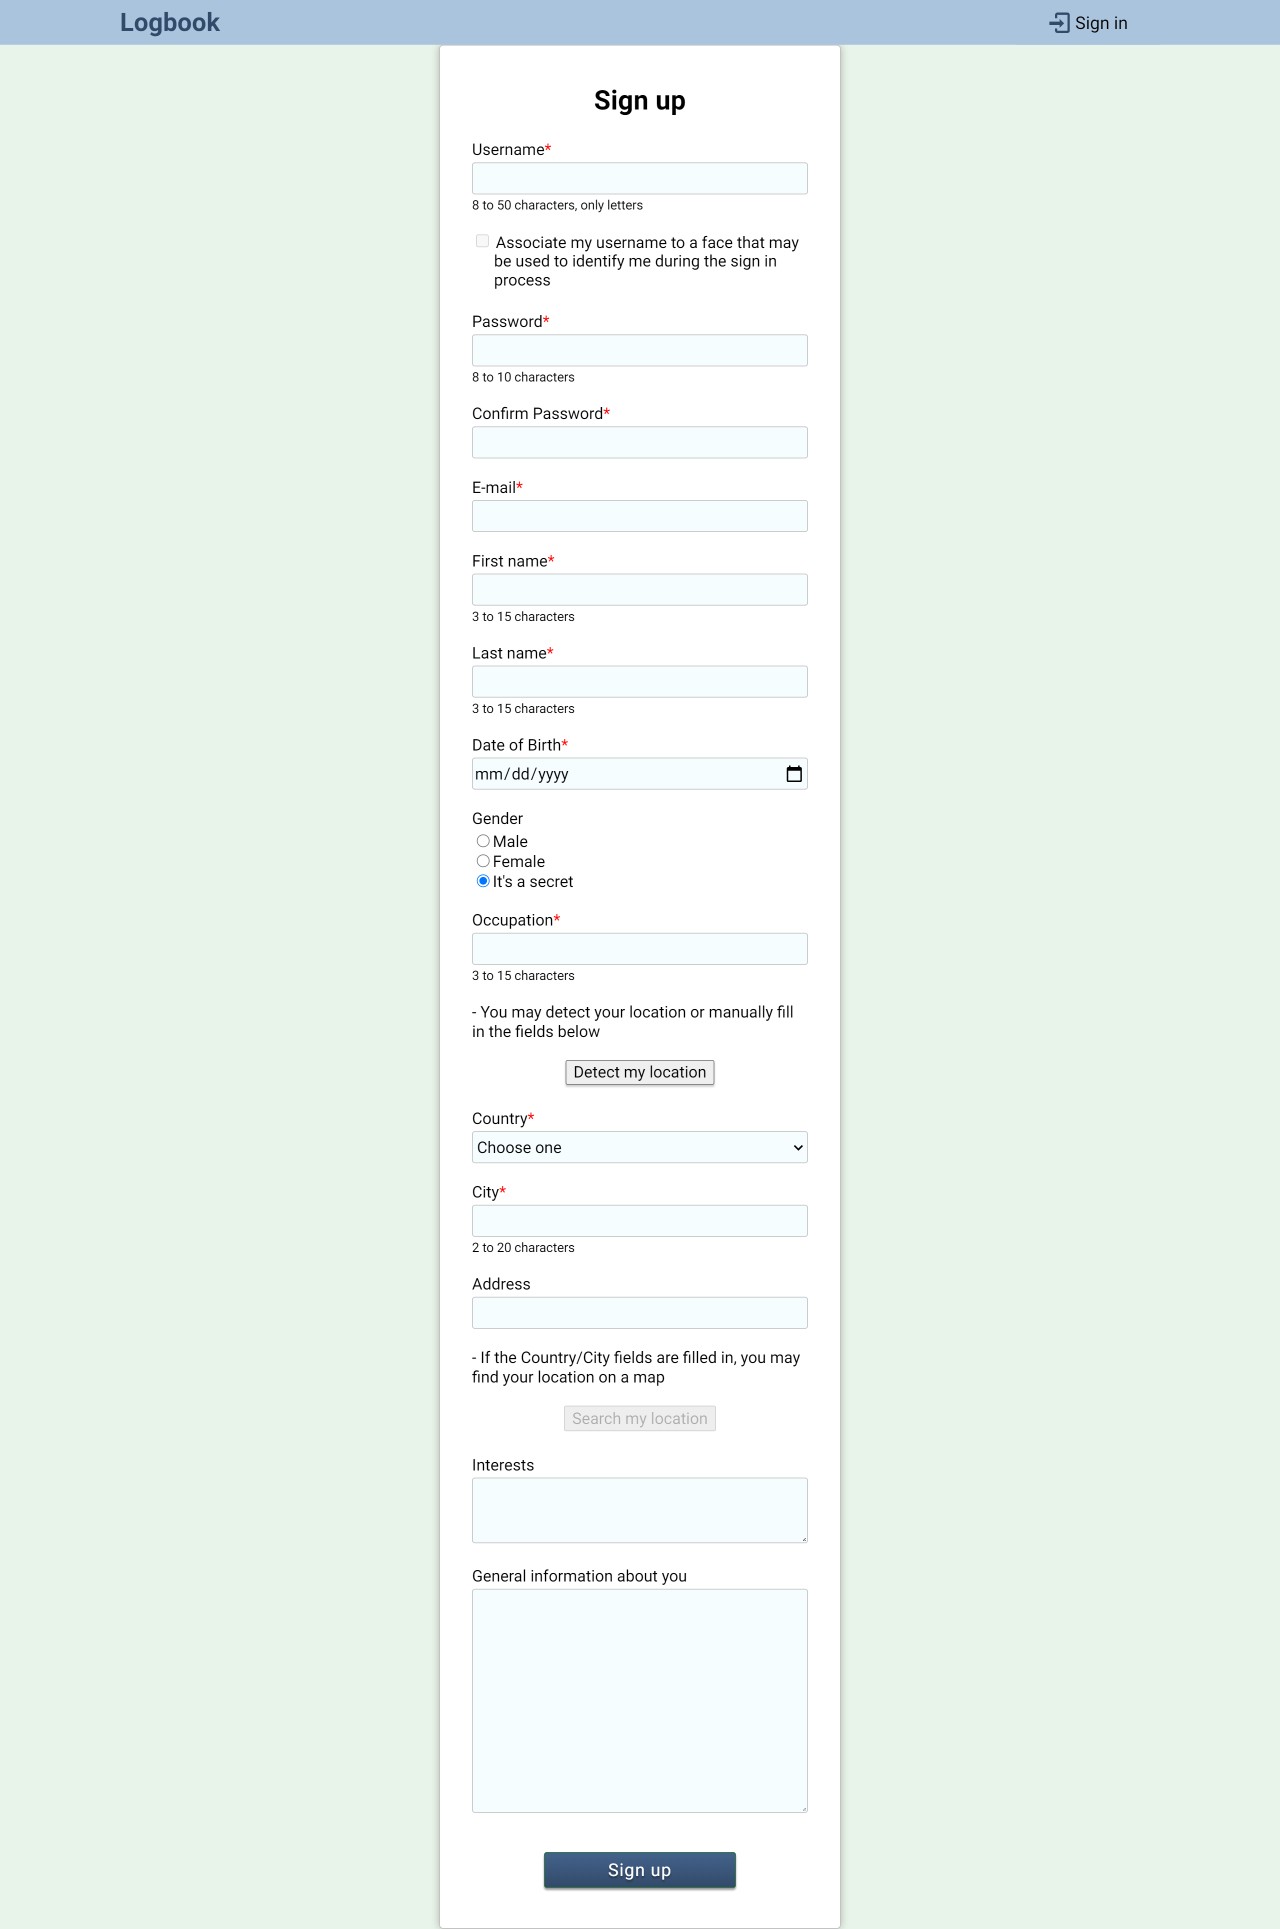 Logbook
Sign in
Sign up
Username*
8 to 50 characters, only letters
Associate my username to a face that may
be used to identify me during the sign in
process
Password*
8 to 10 characters
Confirm Password*
E-mail*
First name*
3 to 15 characters
Last name*
3 to 15 characters
Date of Birth*
mm/dd/yyyy
Gender
Male
Female
It's a secret
Occupation*
3 to 15 characters
- You may detect your location or manually fill
in the fields below
Detect my location
Country*
Choose one
City*
2 to 20 characters
Address
- If the Country/City fields are filled in, you may
find your location on a map
Search my location
Interests
General information about you
Sign up